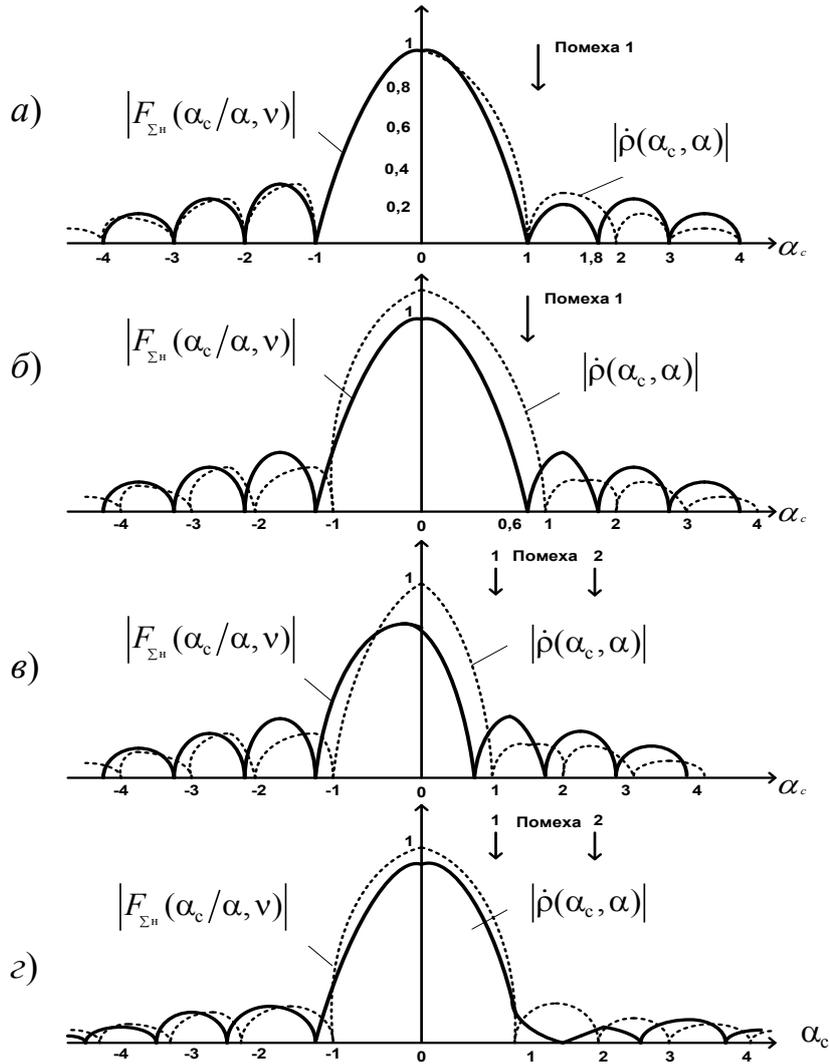 а)
|F_Σн (α_c/α, ν)|
1
0,8
0,6
0,4
0,2
Помеха 1
|ρ̇(α_c, α)|
-4 -3 -2 -1 0 1 1,8 2 3 4 α_c
б)
|F_Σн (α_c/α, ν)|
1
Помеха 1
|ρ̇(α_c, α)|
-4 -3 -2 -1 0 0,6 1 2 3 4 α_c
в)
|F_Σн (α_c/α, ν)|
1
1 Помеха 2
|ρ̇(α_c, α)|
-4 -3 -2 -1 0 1 2 3 4 α_c
г)
|F_Σн (α_c/α, ν)|
1
1 Помеха 2
|ρ̇(α_c, α)|
-4 -3 -2 -1 0 1 2 3 4 α_c